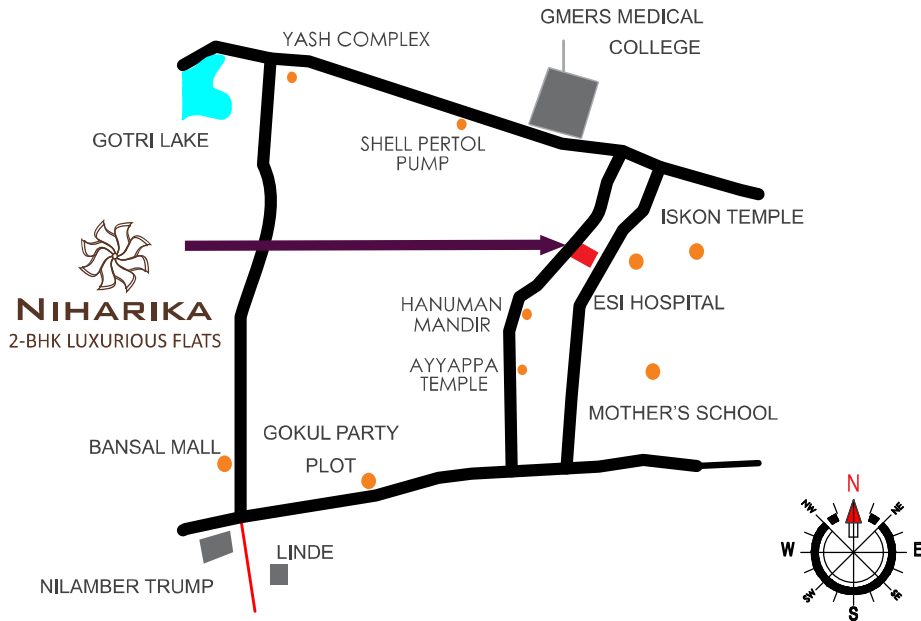 GMERS MEDICAL
COLLEGE
YASH COMPLEX
GOTRI LAKE
SHELL PERTOL
PUMP
ISKON TEMPLE
NIHARIKA
2-BHK LUXURIOUS FLATS
HANUMAN
MANDIR
ESI HOSPITAL
AYYAPPA
TEMPLE
MOTHER'S SCHOOL
BANSAL MALL
GOKUL PARTY
PLOT
LINDE
NILAMBER TRUMP
N
NW
NE
W
E
SW
S